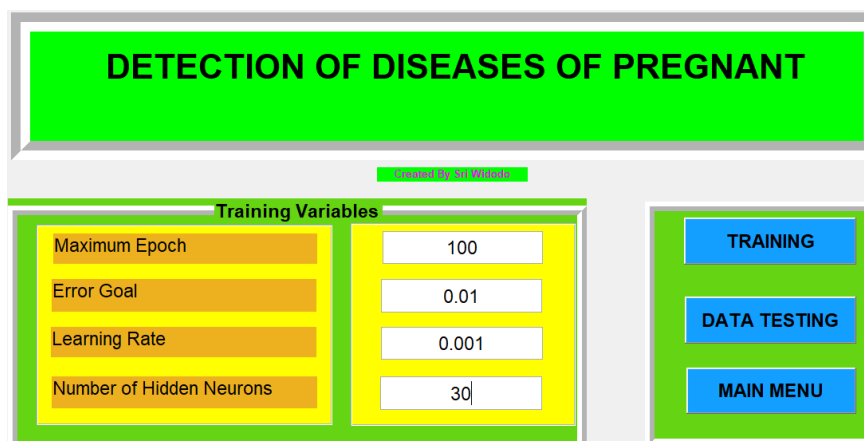 DETECTION OF DISEASES OF PREGNANT
Created By Sri Widodo
Training Variables
Maximum Epoch 100
Error Goal 0.01
Learning Rate 0.001
Number of Hidden Neurons 30
TRAINING
DATA TESTING
MAIN MENU